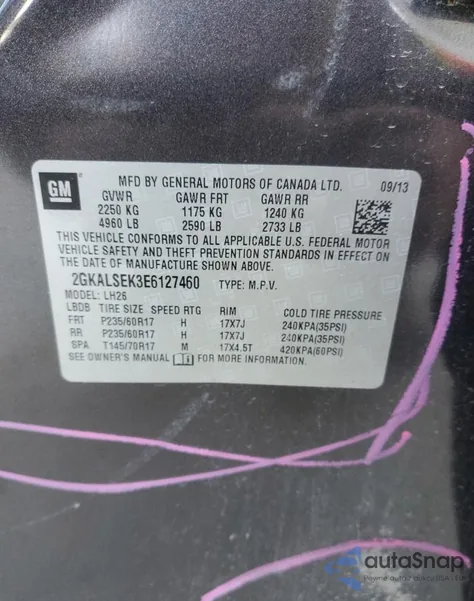 GM
MFD BY GENERAL MOTORS OF CANADA LTD. 09/13
GVWR GAWR FRT GAWR RR
2250 KG 1175 KG 1240 KG
4960 LB 2590 LB 2733 LB
THIS VEHICLE CONFORMS TO ALL APPLICABLE U.S. FEDERAL MOTOR
VEHICLE SAFETY AND THEFT PREVENTION STANDARDS IN EFFECT ON
THE DATE OF MANUFACTURE SHOWN ABOVE.
2GKALSEK3E6127460 TYPE: M.P.V.
MODEL: LH26
LBDB TIRE SIZE SPEED RTG RIM COLD TIRE PRESSURE
FRT P235/60R17 H 17X7J 240KPA(35PSI)
RR P235/60R17 H 17X7J 240KPA(35PSI)
SPA T145/70R17 M 17X4.5T 420KPA(60PSI)
SEE OWNER'S MANUAL FOR MORE INFORMATION.
autaSnap